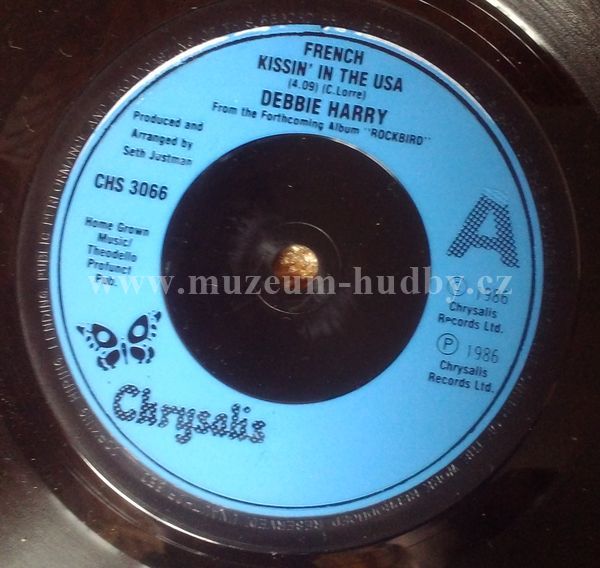 FRENCH
KISSIN' IN THE USA
(4.09) (C.Lorre)
DEBBIE HARRY
From the Forthcoming Album "ROCKBIRD"
Produced and
Arranged by
Seth Justman
CHS 3066
A
Home Grown
Music/
Theodello
Profunct
Pub.
www.muzeum-hudby.cz
1986
Chrysalis
Records Ltd.
Ⓟ 1986
Chrysalis
Records Ltd.
Chrysalis